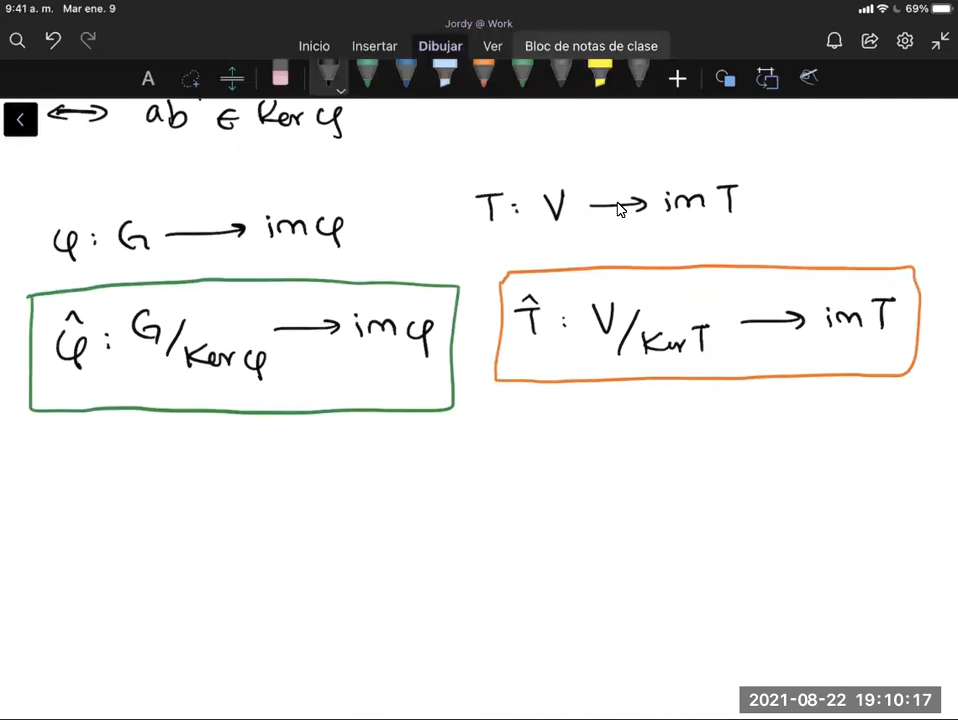 9:41 a. m. Mar ene. 9
69%
Jordy @ Work
Inicio Insertar Dibujar Ver Bloc de notas de clase
A
⟷ ab⁻ ∈ Ker φ
φ : G ⟶ im φ
T : V ⟶ im T
φ̂ : G/Ker φ ⟶ im φ
T̂ : V/Ker T ⟶ im T
2021-08-22 19:10:17